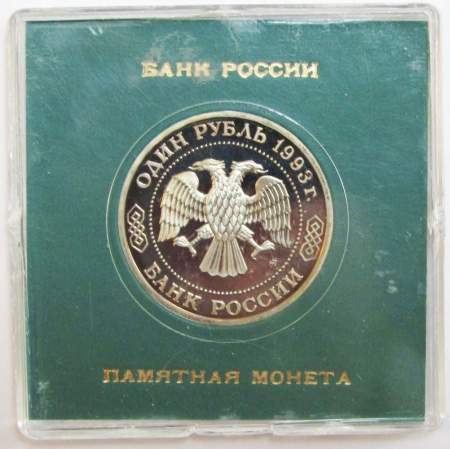 БАНК РОССИИ
ОДИН РУБЛЬ 1993 г.
БАНК РОССИИ
ПАМЯТНАЯ МОНЕТА